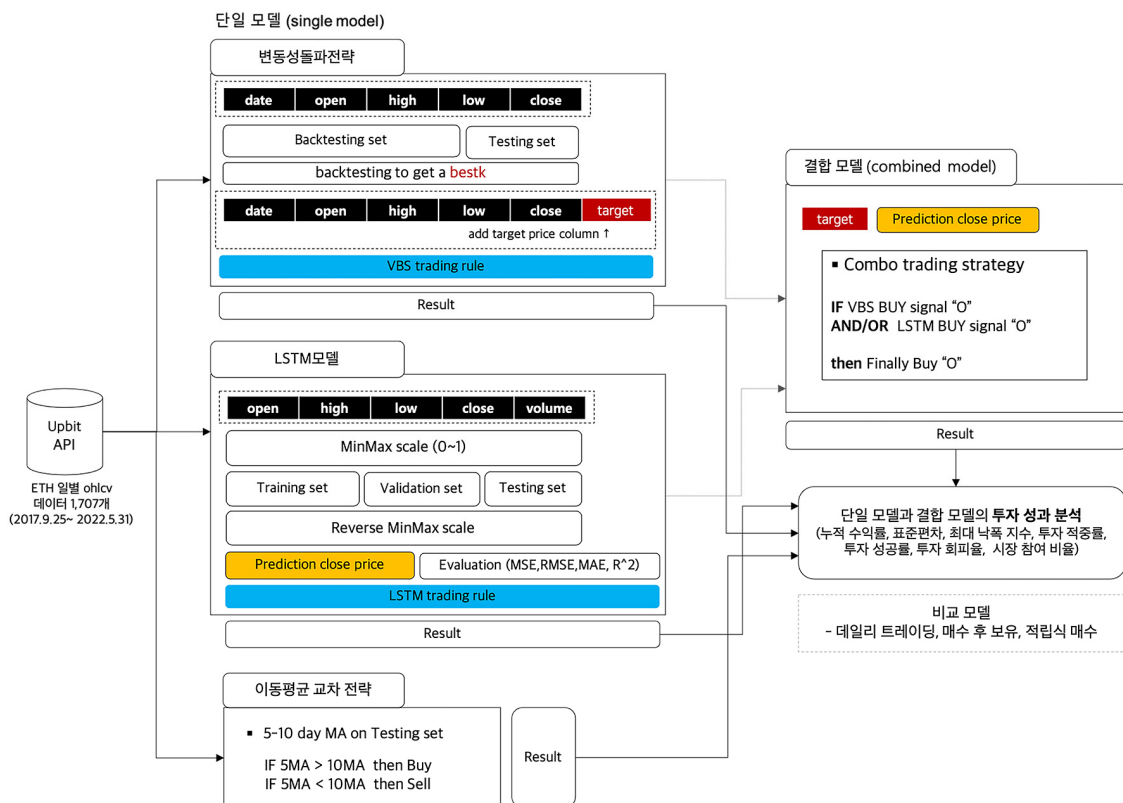 단일 모델 (single model)
변동성돌파전략
date open high low close
Backtesting set
Testing set
backtesting to get a bestk
date open high low close target
add target price column ↑
VBS trading rule
Result
LSTM모델
open high low close volume
MinMax scale (0~1)
Training set
Validation set
Testing set
Reverse MinMax scale
Prediction close price
Evaluation (MSE,RMSE,MAE, R^2)
LSTM trading rule
Result
이동평균 교차 전략
▪ 5-10 day MA on Testing set
IF 5MA > 10MA then Buy
IF 5MA < 10MA then Sell
Result
Upbit
API
ETH 일별 ohlcv
데이터 1,707개
(2017.9.25~ 2022.5.31)
결합 모델 (combined model)
target
Prediction close price
▪ Combo trading strategy
IF VBS BUY signal “O”
AND/OR LSTM BUY signal “O”
then Finally Buy “O”
Result
단일 모델과 결합 모델의 투자 성과 분석
(누적 수익률, 표준편차, 최대 낙폭 지수, 투자 적중률,
투자 성공률, 투자 회피율, 시장 참여 비율)
비교 모델
- 데일리 트레이딩, 매수 후 보유, 적립식 매수